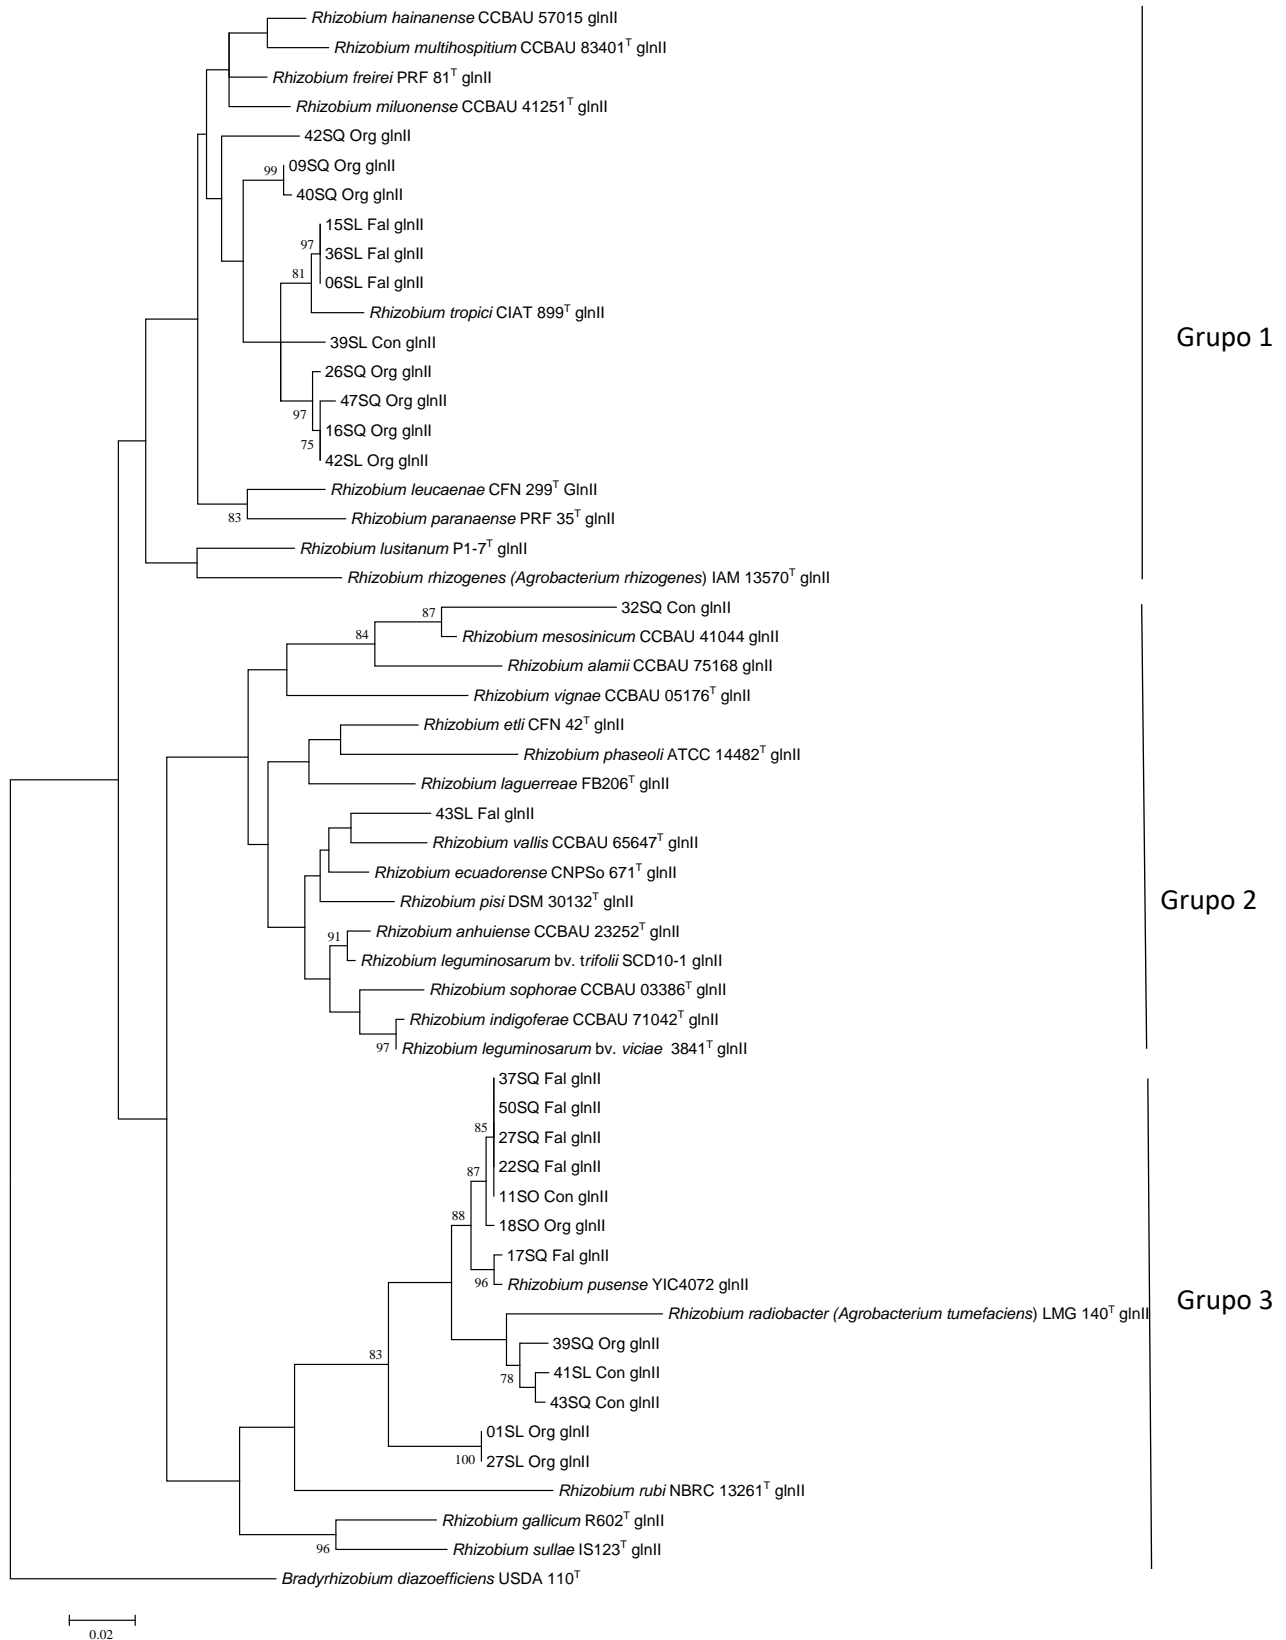 Rhizobium hainanense CCBAU 57015 glnII
Rhizobium multihospitium CCBAU 83401T glnII
Rhizobium freirei PRF 81T glnII
Rhizobium miluonense CCBAU 41251T glnII
42SQ Org glnII
99
09SQ Org glnII
40SQ Org glnII
15SL Fal glnII
97
36SL Fal glnII
81
06SL Fal glnII
Rhizobium tropici CIAT 899T glnII
Grupo 1
39SL Con glnII
26SQ Org glnII
47SQ Org glnII
97
16SQ Org glnII
75
42SL Org glnII
Rhizobium leucaenae CFN 299T GlnII
83
Rhizobium paranaense PRF 35T glnII
Rhizobium lusitanum P1-7T glnII
Rhizobium rhizogenes (Agrobacterium rhizogenes) IAM 13570T glnII
87
32SQ Con glnII
84
Rhizobium mesosinicum CCBAU 41044 glnII
Rhizobium alamii CCBAU 75168 glnII
Rhizobium vignae CCBAU 05176T glnII
Rhizobium etli CFN 42T glnII
Rhizobium phaseoli ATCC 14482T glnII
Rhizobium laguerreae FB206T glnII
43SL Fal glnII
Rhizobium vallis CCBAU 65647T glnII
Rhizobium ecuadorense CNPSo 671T glnII
Rhizobium pisi DSM 30132T glnII
Grupo 2
91
Rhizobium anhuiense CCBAU 23252T glnII
Rhizobium leguminosarum bv. trifolii SCD10-1 glnII
Rhizobium sophorae CCBAU 03386T glnII
Rhizobium indigoferae CCBAU 71042T glnII
97
Rhizobium leguminosarum bv. viciae 3841T glnII
37SQ Fal glnII
50SQ Fal glnII
85
27SQ Fal glnII
87
22SQ Fal glnII
11SO Con glnII
88
18SO Org glnII
17SQ Fal glnII
96
Rhizobium pusense YIC4072 glnII
Rhizobium radiobacter (Agrobacterium tumefaciens) LMG 140T glnII
Grupo 3
39SQ Org glnII
83
78
41SL Con glnII
43SQ Con glnII
01SL Org glnII
100
27SL Org glnII
Rhizobium rubi NBRC 13261T glnII
Rhizobium gallicum R602T glnII
96
Rhizobium sullae IS123T glnII
Bradyrhizobium diazoefficiens USDA 110T
0.02